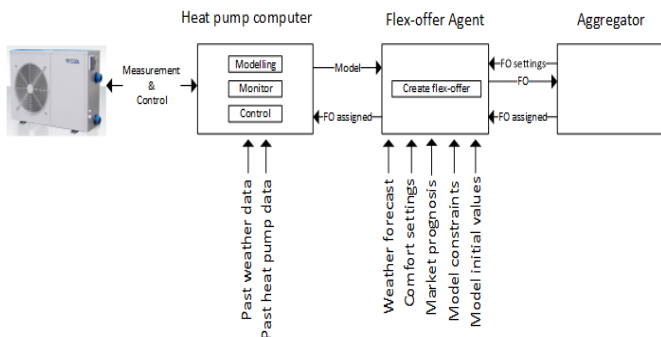 Heat pump computer
Flex-offer Agent
Aggregator
Measurement
&
Control
Modelling
Monitor
Control
Model
FO assigned
Create flex-offer
FO settings
FO
FO assigned
Past weather data
Past heat pump data
Weather forecast
Comfort settings
Market prognosis
Model constraints
Model initial values